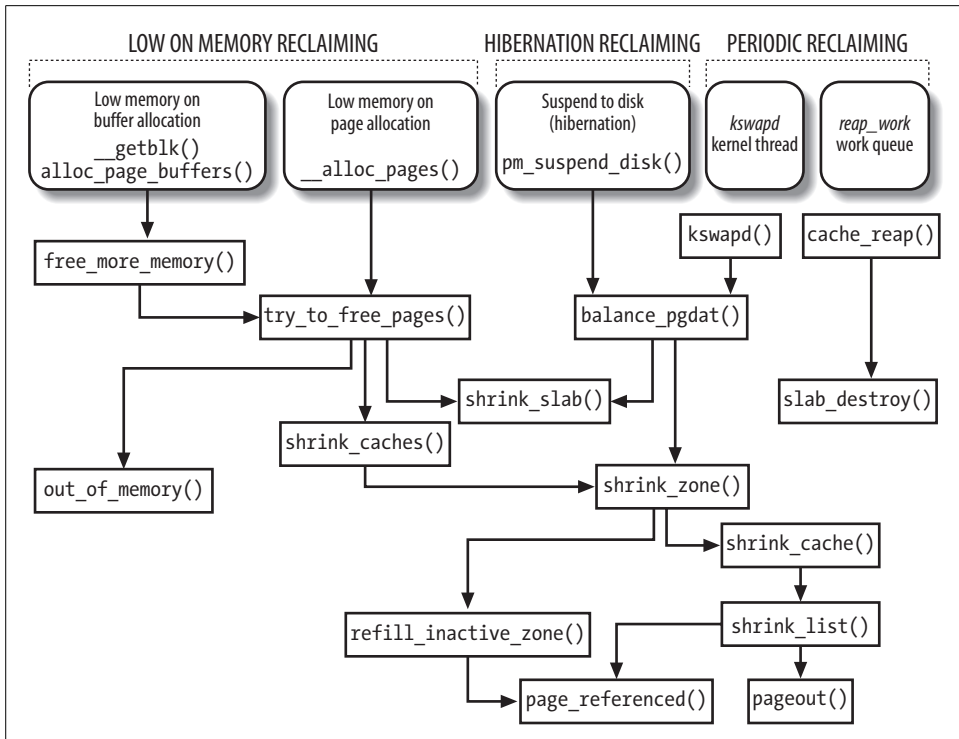 LOW ON MEMORY RECLAIMING
HIBERNATION RECLAIMING
PERIODIC RECLAIMING
Low memory on
buffer allocation
__getblk()
alloc_page_buffers()
Low memory on
page allocation
__alloc_pages()
Suspend to disk
(hibernation)
pm_suspend_disk()
kswapd
kernel thread
reap_work
work queue
free_more_memory()
kswapd()
cache_reap()
try_to_free_pages()
balance_pgdat()
shrink_slab()
slab_destroy()
shrink_caches()
out_of_memory()
shrink_zone()
shrink_cache()
refill_inactive_zone()
shrink_list()
page_referenced()
pageout()